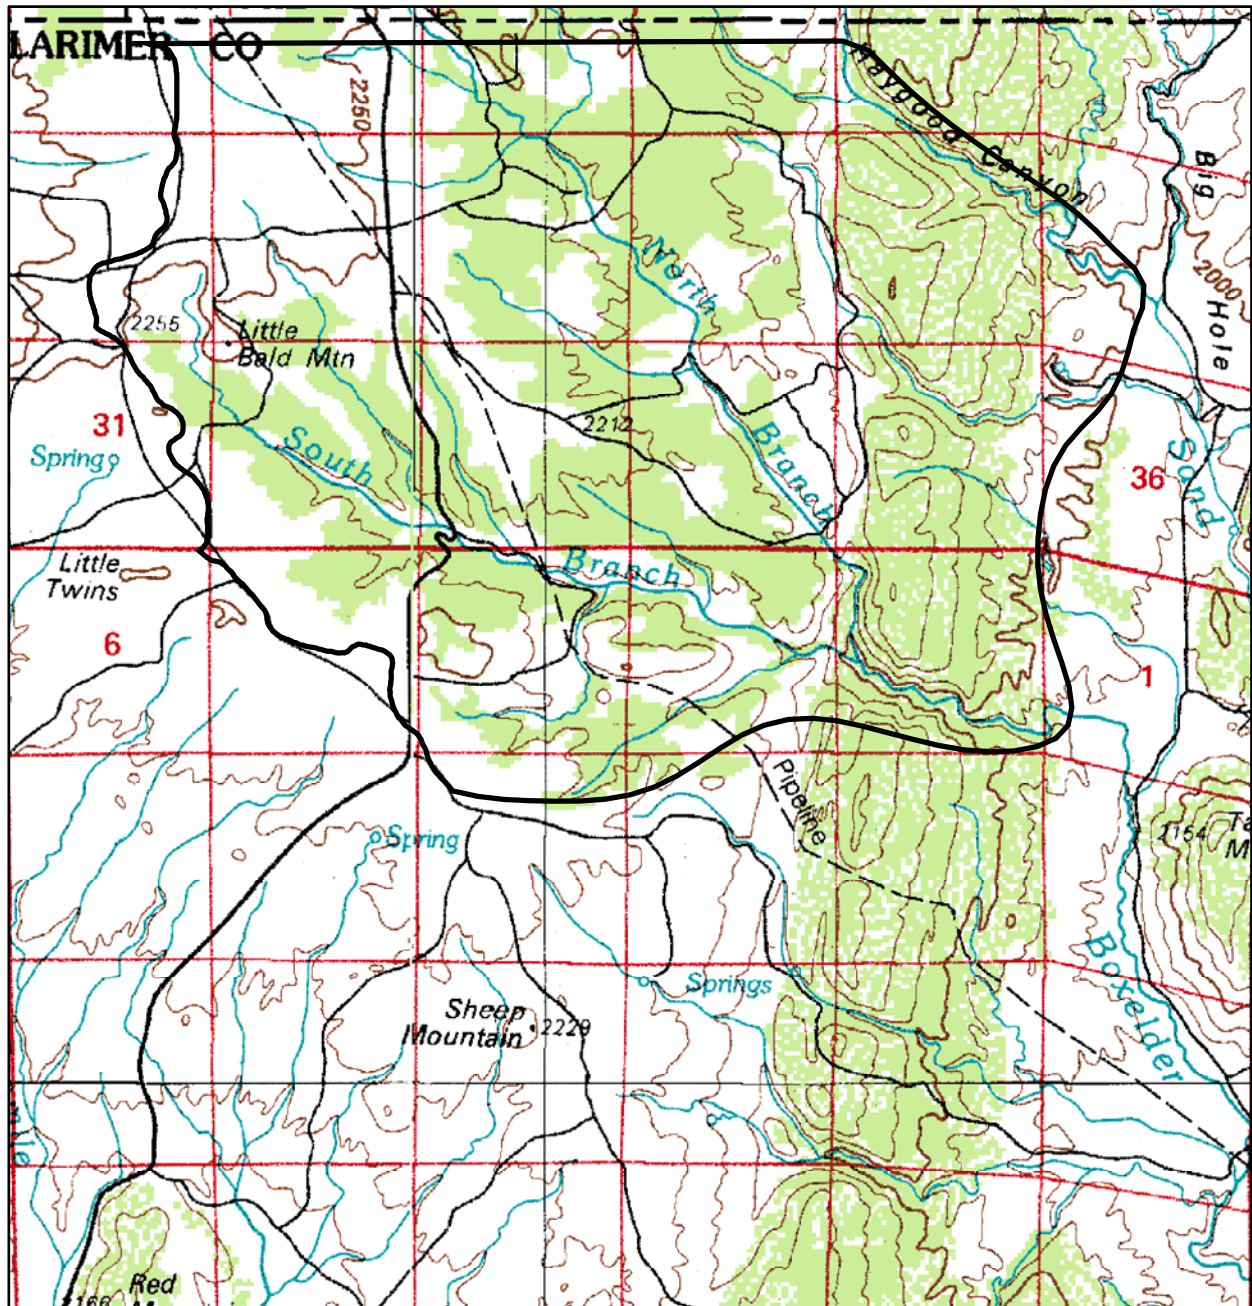 LARIMER CO
2250
Haygood Canyon
Big
Hole
2000
North
2255
Little
Bald Mtn
31
Spring
South
2212
Branch
36
Sand
Little
Twins
Branch
6
1
Pipeline
2154
Spring
Boxelder
Springs
Sheep
Mountain
2229
Red